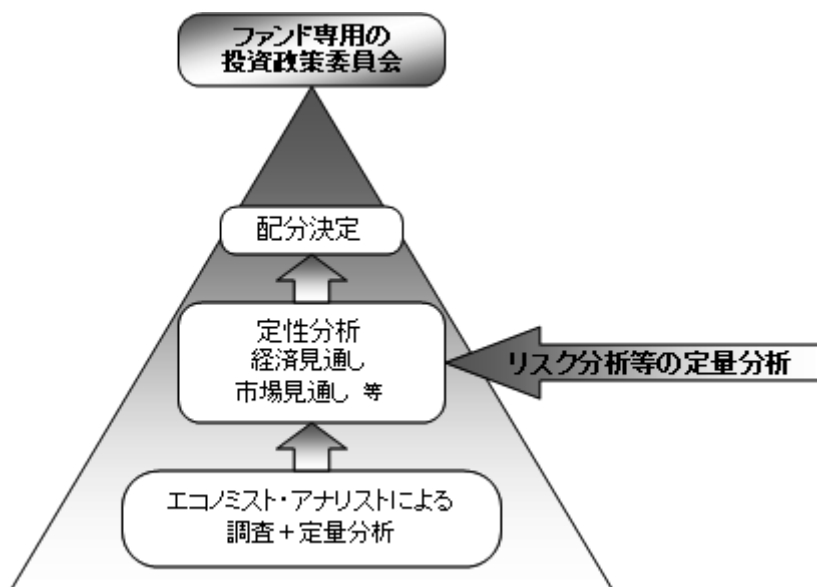 ファンド専用の
投資政策委員会
配分決定
定性分析
経済見通し
市場見通し 等
リスク分析等の定量分析
エコノミスト・アナリストによる
調査＋定量分析